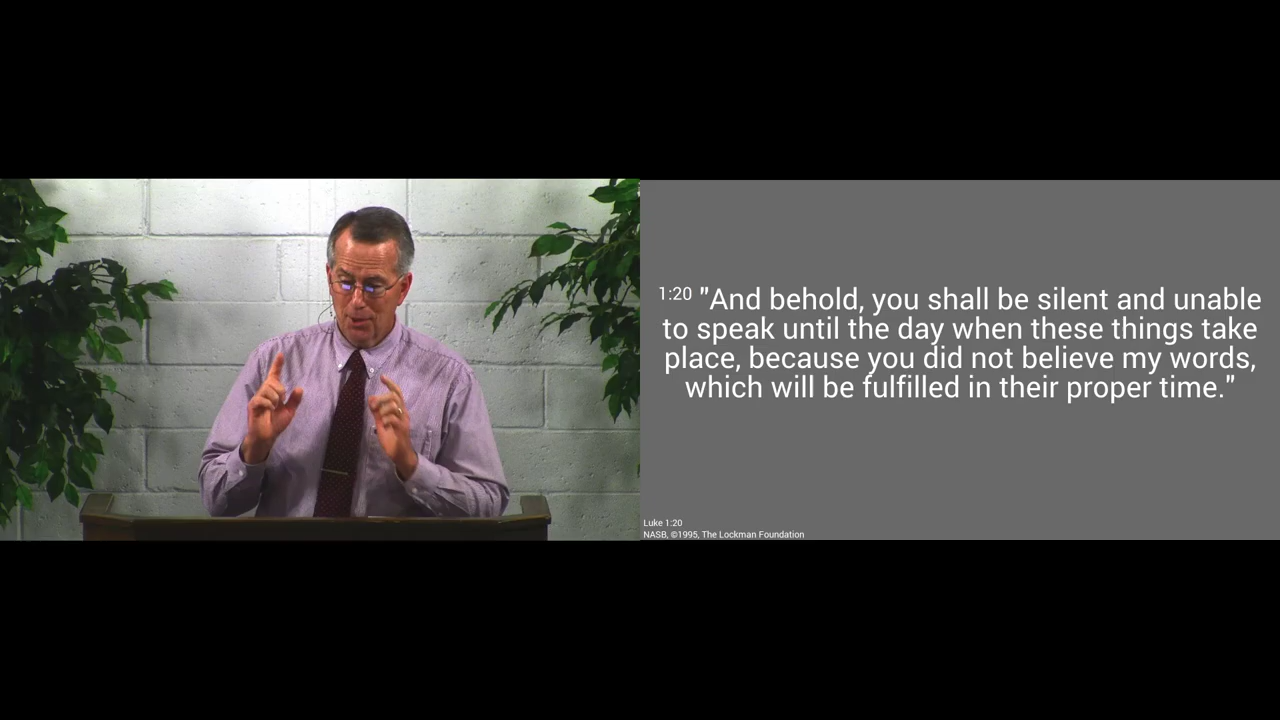 1:20 "And behold, you shall be silent and unable
to speak until the day when these things take
place, because you did not believe my words,
which will be fulfilled in their proper time."
Luke 1:20
NASB, ©1995, The Lockman Foundation